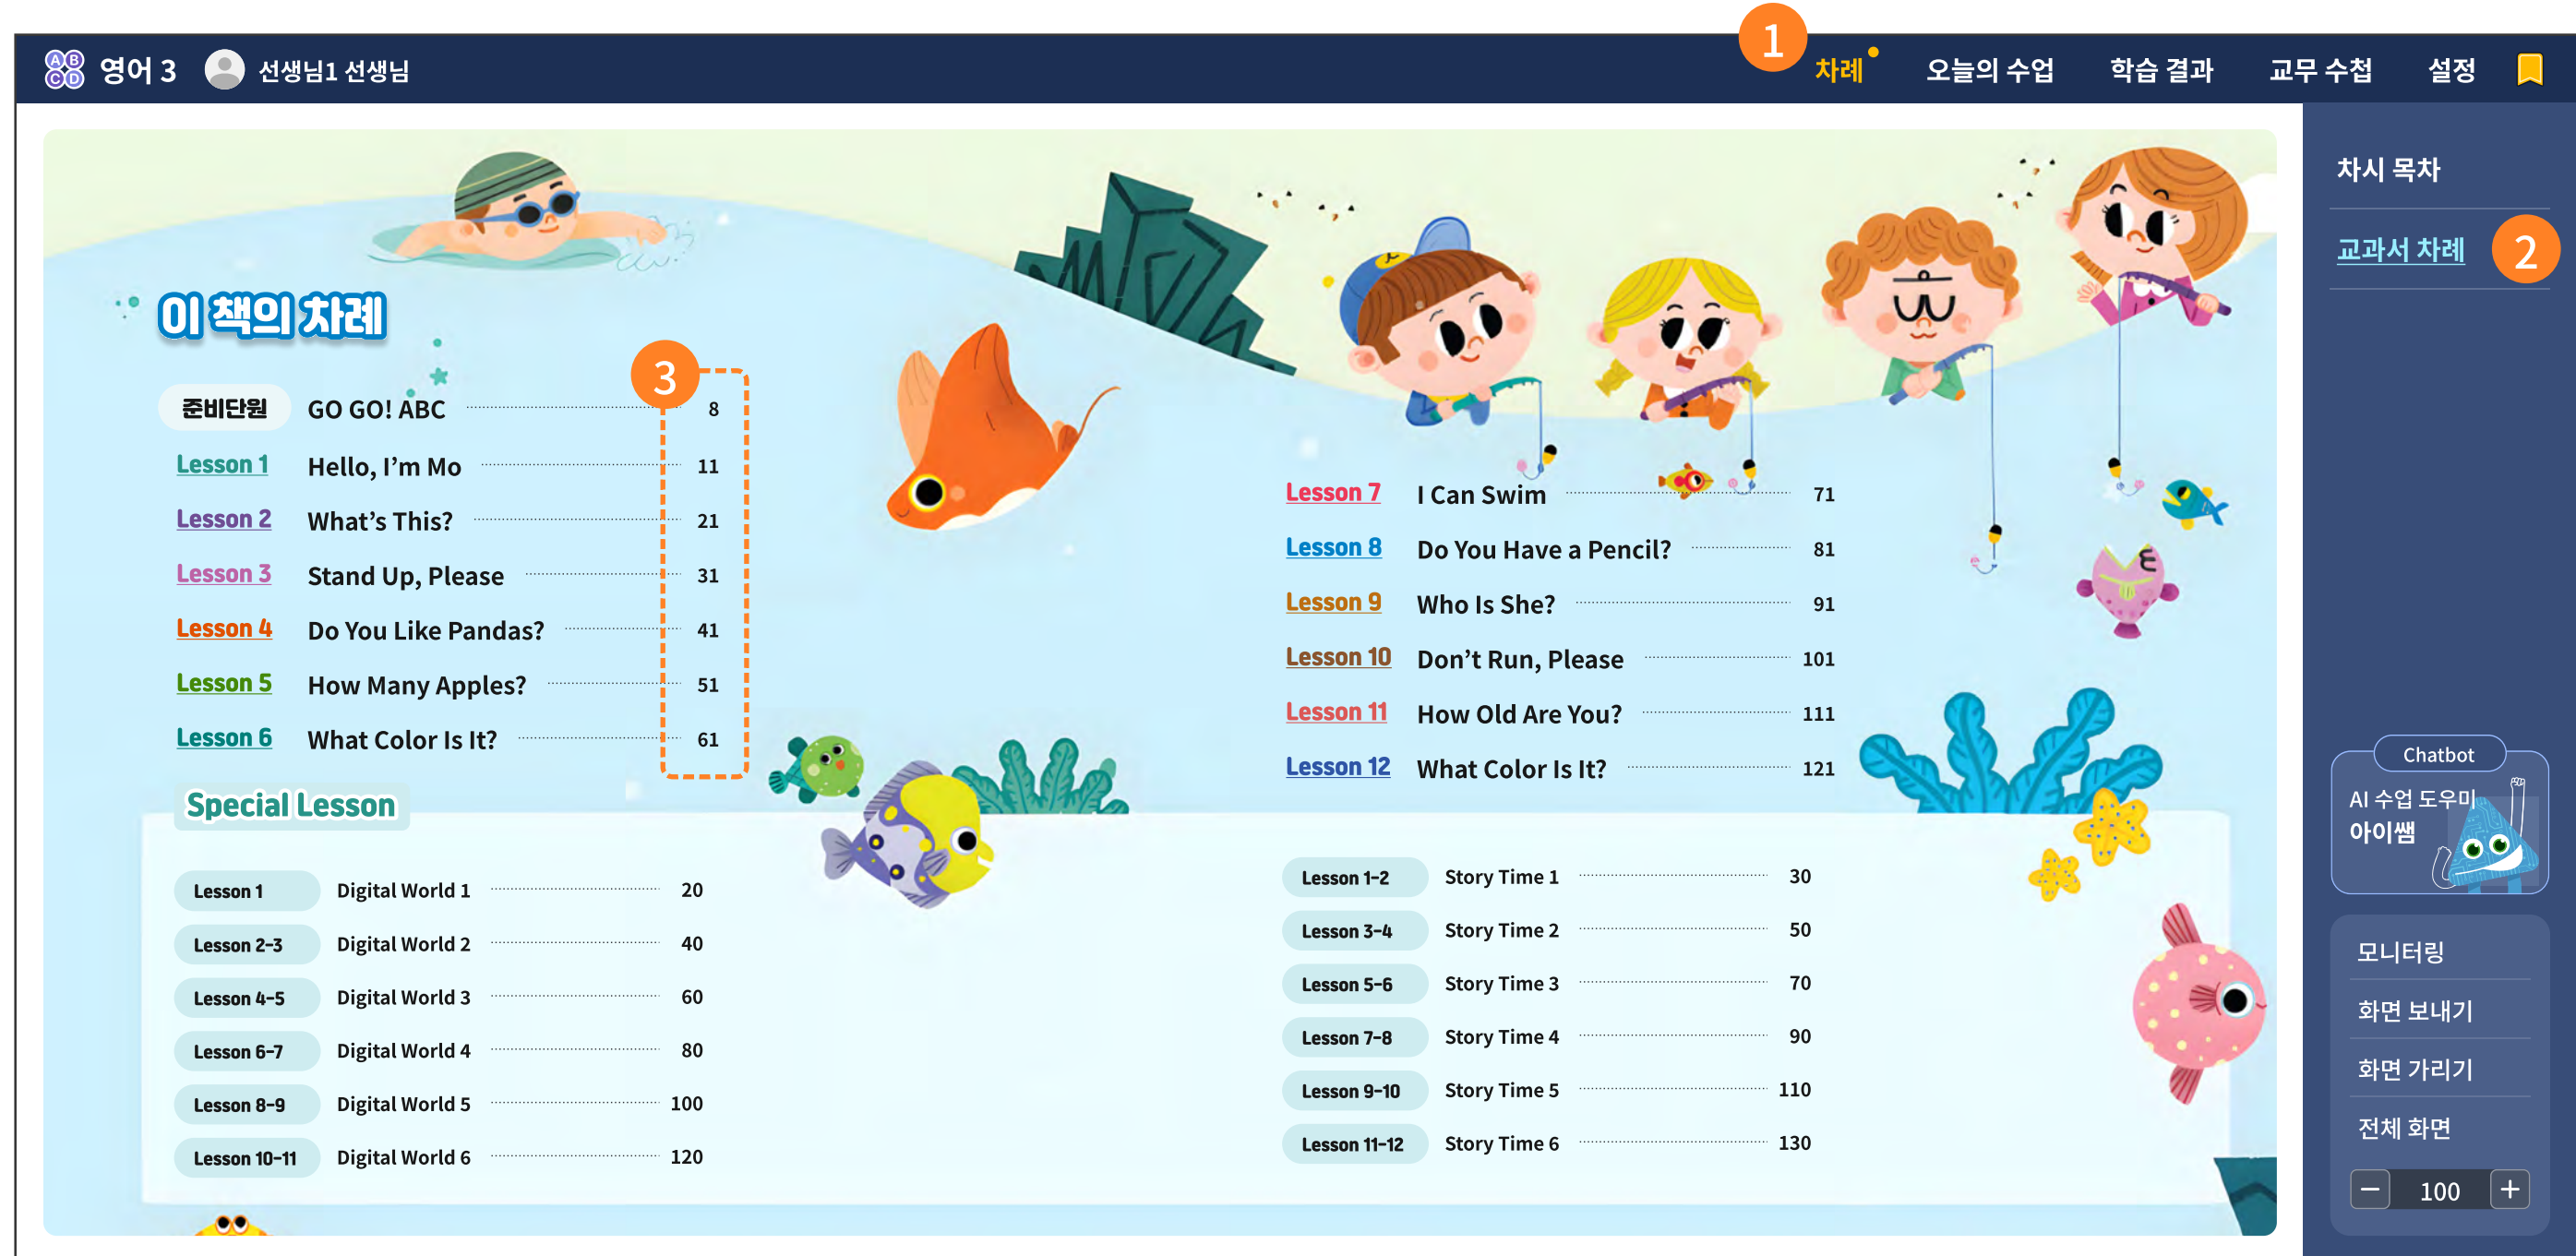 ABCD 영어 3 선생님1 선생님 1 차례 오늘의 수업 학습 결과 교무 수첩 설정
차시 목차
교과서 차례 2
이 책의 차례
3
준비단원 GO GO! ABC 8
Lesson 1 Hello, I’m Mo 11
Lesson 2 What’s This? 21
Lesson 3 Stand Up, Please 31
Lesson 4 Do You Like Pandas? 41
Lesson 5 How Many Apples? 51
Lesson 6 What Color Is It? 61
Lesson 7 I Can Swim 71
Lesson 8 Do You Have a Pencil? 81
Lesson 9 Who Is She? 91
Lesson 10 Don’t Run, Please 101
Lesson 11 How Old Are You? 111
Lesson 12 What Color Is It? 121
Special Lesson
Lesson 1 Digital World 1 20
Lesson 2-3 Digital World 2 40
Lesson 4-5 Digital World 3 60
Lesson 6-7 Digital World 4 80
Lesson 8-9 Digital World 5 100
Lesson 10-11 Digital World 6 120
Lesson 1-2 Story Time 1 30
Lesson 3-4 Story Time 2 50
Lesson 5-6 Story Time 3 70
Lesson 7-8 Story Time 4 90
Lesson 9-10 Story Time 5 110
Lesson 11-12 Story Time 6 130
Chatbot
AI 수업 도우미
아이쌤
모니터링
화면 보내기
화면 가리기
전체 화면
− 100 +